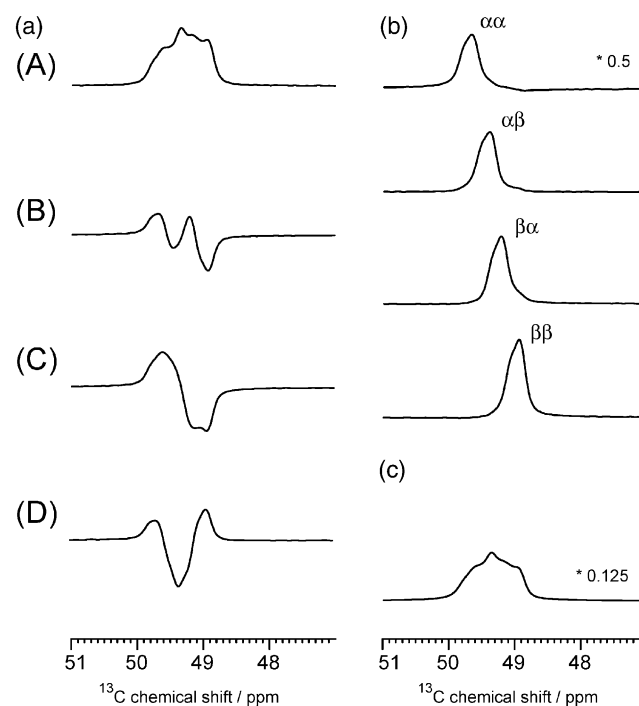 (a)
(A)
(B)
(C)
(D)
51 50 49 48
¹³C chemical shift / ppm
(b)
αα
* 0.5
αβ
βα
ββ
(c)
* 0.125
51 50 49 48
¹³C chemical shift / ppm